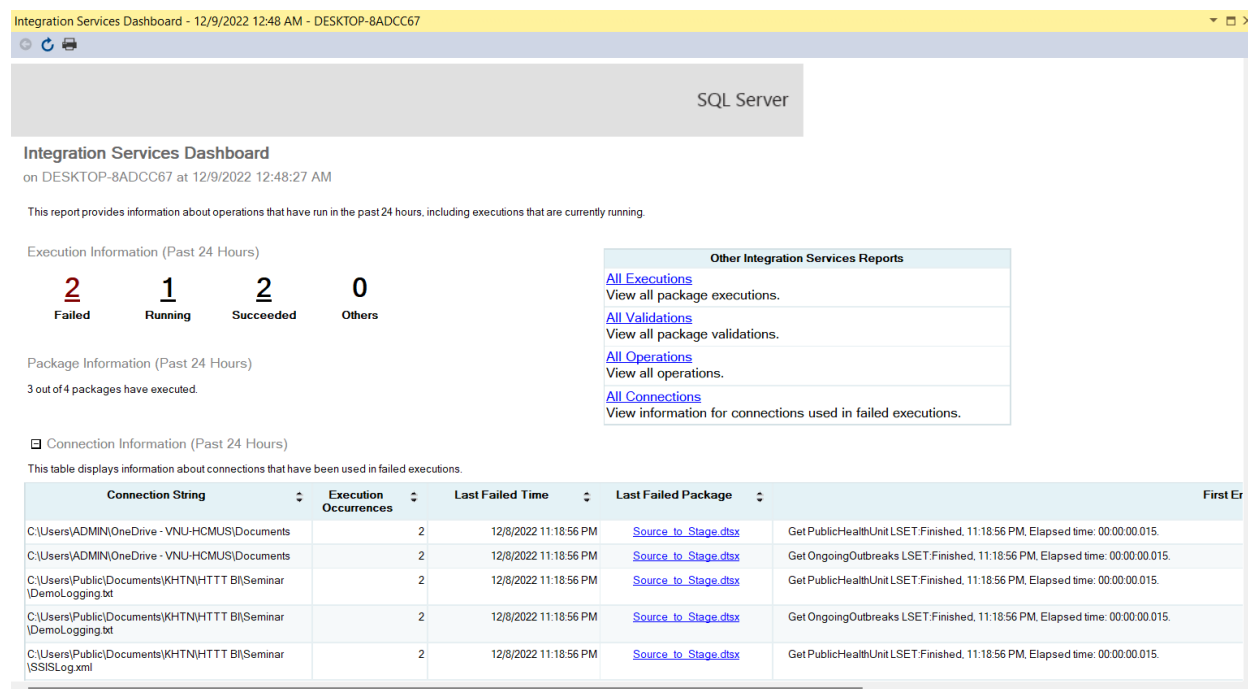 Integration Services Dashboard - 12/9/2022 12:48 AM - DESKTOP-8ADCC67
SQL Server
Integration Services Dashboard
on DESKTOP-8ADCC67 at 12/9/2022 12:48:27 AM
This report provides information about operations that have run in the past 24 hours, including executions that are currently running.
Execution Information (Past 24 Hours)
2 1 2 0
Failed Running Succeeded Others
Package Information (Past 24 Hours)
3 out of 4 packages have executed.
Other Integration Services Reports
All Executions
View all package executions.
All Validations
View all package validations.
All Operations
View all operations.
All Connections
View information for connections used in failed executions.
Connection Information (Past 24 Hours)
This table displays information about connections that have been used in failed executions.
Connection String Execution Last Failed Time Last Failed Package First Er
Occurrences
C:\Users\ADMIN\OneDrive - VNU-HCMUS\Documents 2 12/8/2022 11:18:56 PM Source_to_Stage.dtsx Get PublicHealthUnit LSET:Finished, 11:18:56 PM, Elapsed time: 00:00:00.015.
C:\Users\ADMIN\OneDrive - VNU-HCMUS\Documents 2 12/8/2022 11:18:56 PM Source_to_Stage.dtsx Get OngoingOutbreaks LSET:Finished, 11:18:56 PM, Elapsed time: 00:00:00.015.
C:\Users\Public\Documents\KHTN\HTTT BI\Seminar 2 12/8/2022 11:18:56 PM Source_to_Stage.dtsx Get PublicHealthUnit LSET:Finished, 11:18:56 PM, Elapsed time: 00:00:00.015.
\DemoLogging.txt
C:\Users\Public\Documents\KHTN\HTTT BI\Seminar 2 12/8/2022 11:18:56 PM Source_to_Stage.dtsx Get OngoingOutbreaks LSET:Finished, 11:18:56 PM, Elapsed time: 00:00:00.015.
\DemoLogging.txt
C:\Users\Public\Documents\KHTN\HTTT BI\Seminar 2 12/8/2022 11:18:56 PM Source_to_Stage.dtsx Get PublicHealthUnit LSET:Finished, 11:18:56 PM, Elapsed time: 00:00:00.015.
\SSISLog.xml